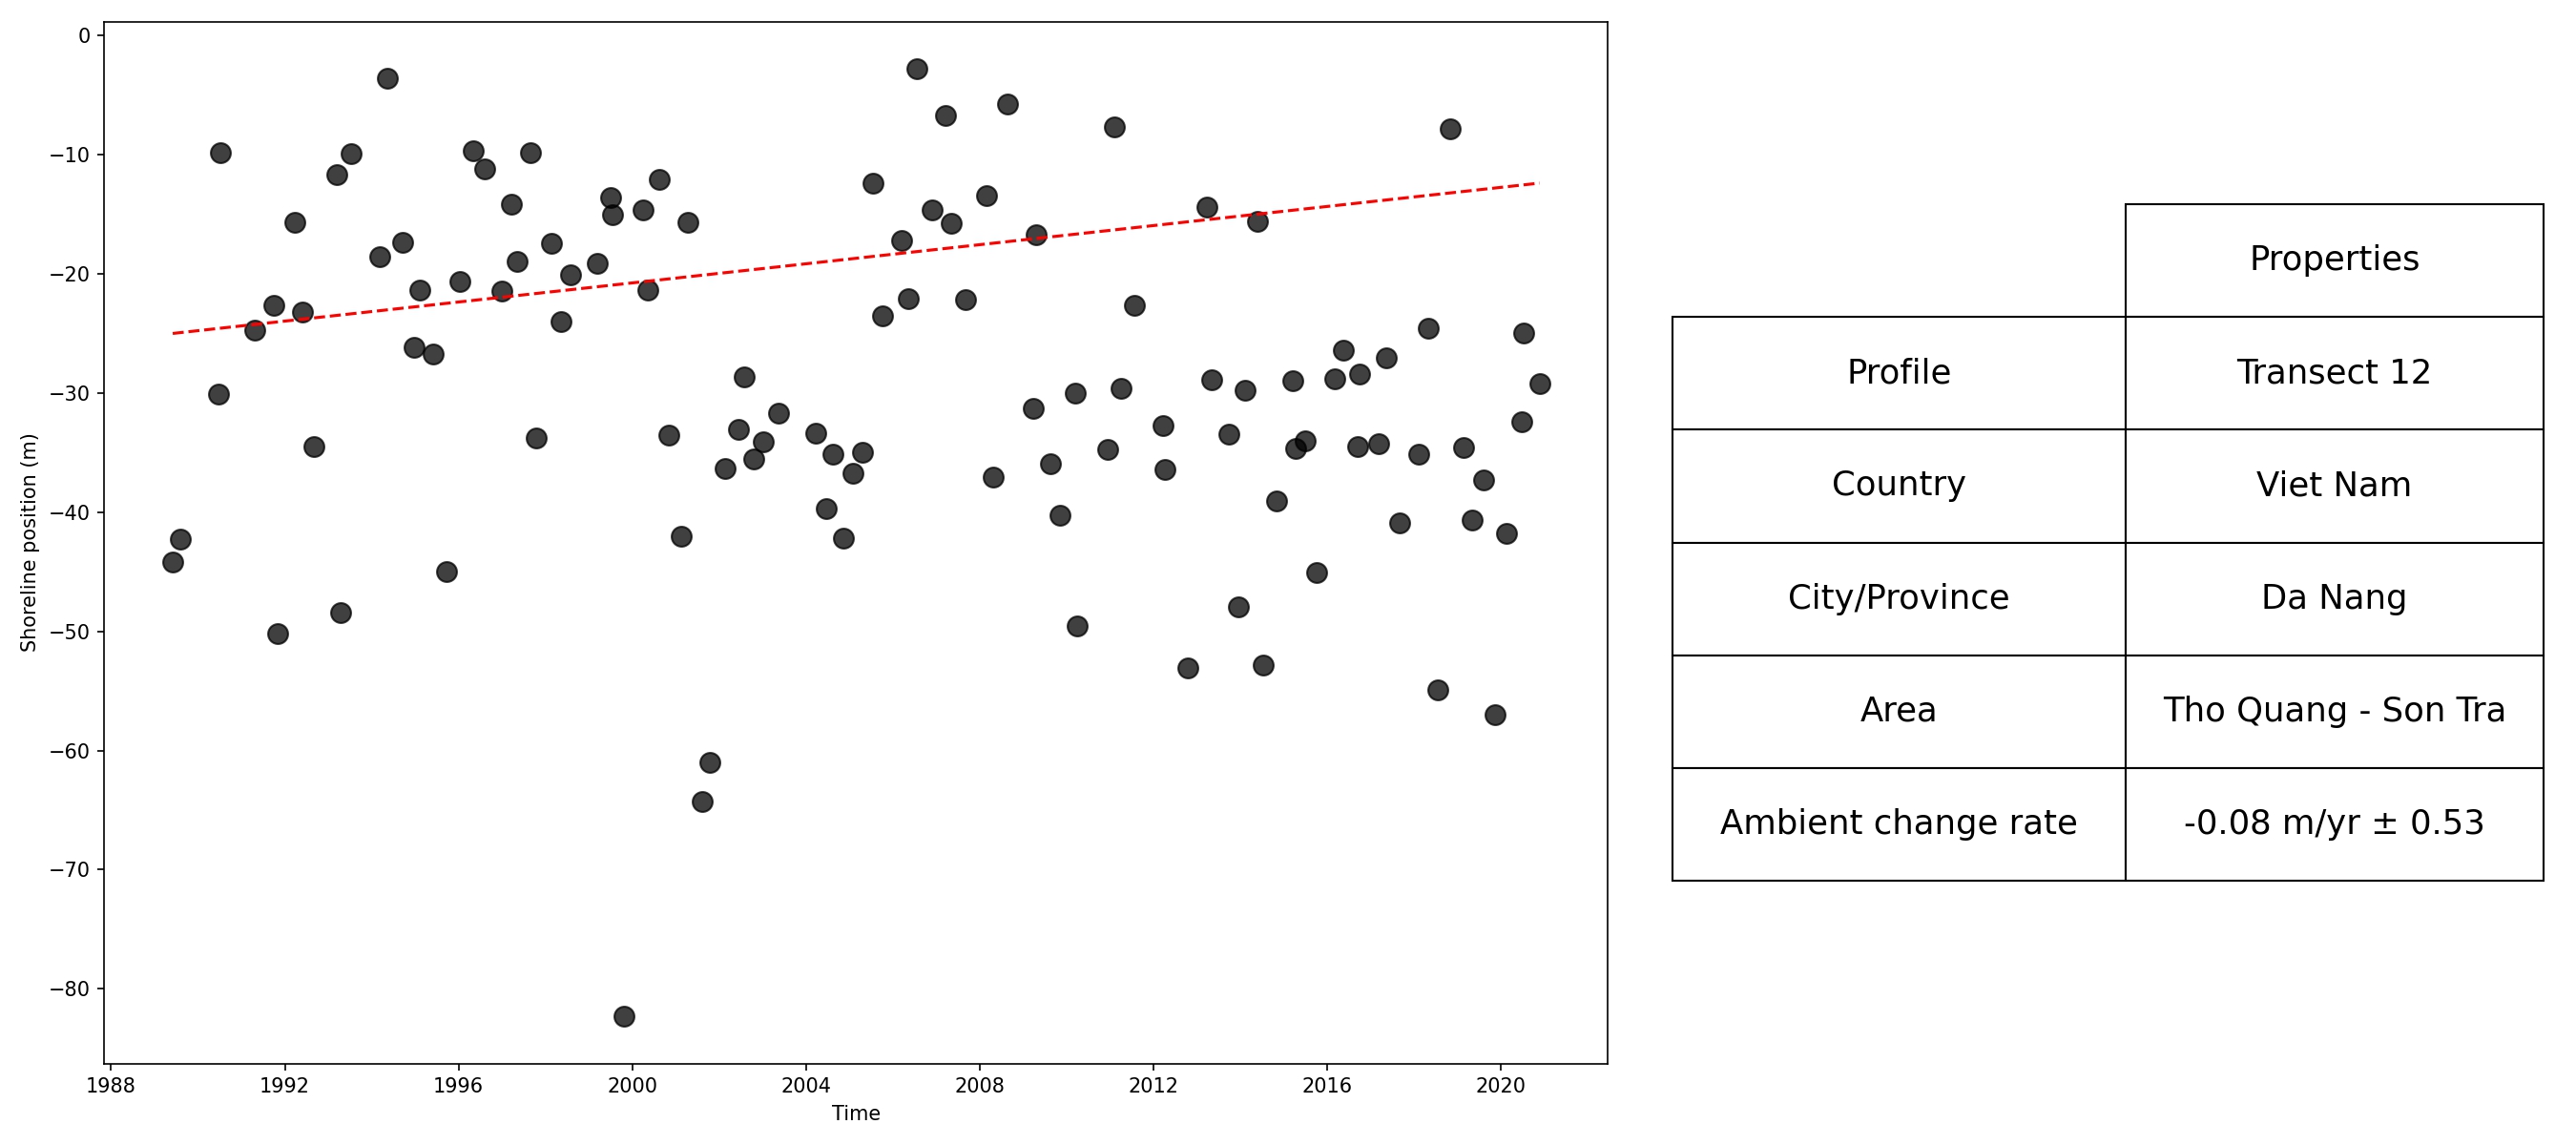 0
−10
−20
−30
−40
−50
−60
−70
−80
Shoreline position (m)
1988 1992 1996 2000 2004 2008 2012 2016 2020
Time
Properties
Profile Transect 12
Country Viet Nam
City/Province Da Nang
Area Tho Quang - Son Tra
Ambient change rate -0.08 m/yr ± 0.53